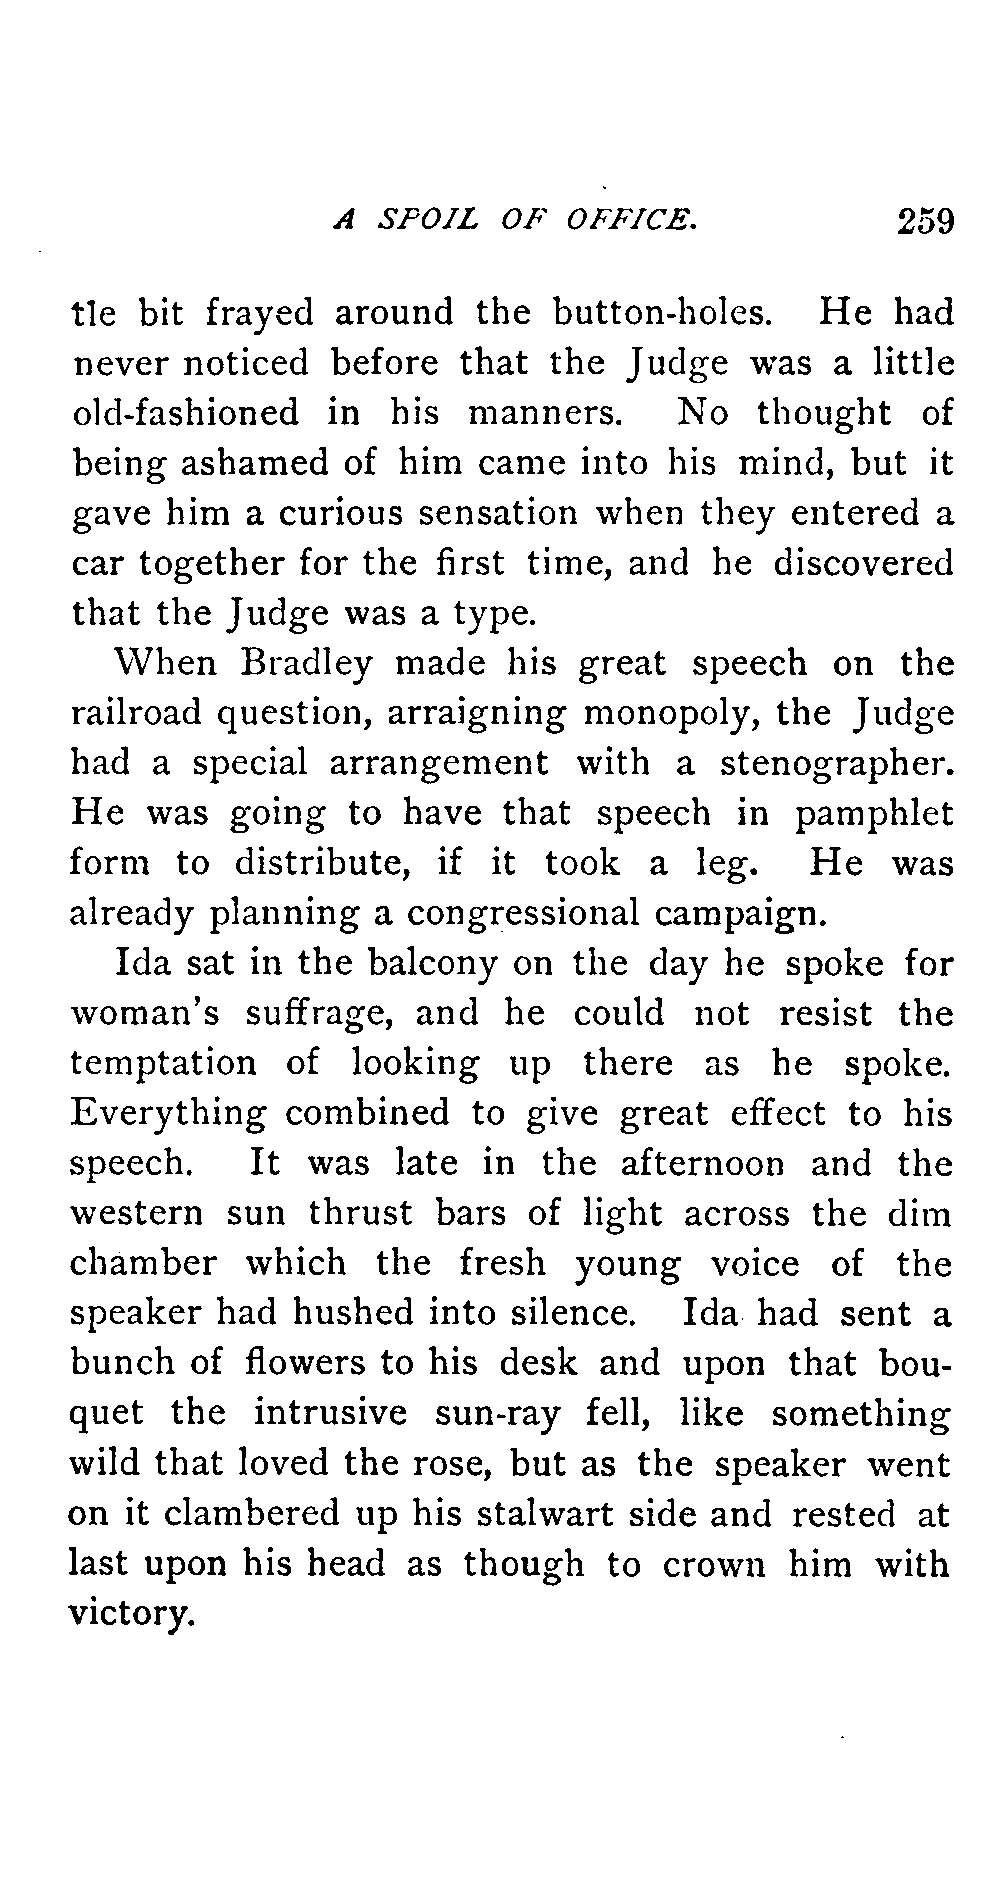 A SPOIL OF OFFICE. 259
tle bit frayed around the button-holes. He had
never noticed before that the Judge was a little
old-fashioned in his manners. No thought of
being ashamed of him came into his mind, but it
gave him a curious sensation when they entered a
car together for the first time, and he discovered
that the Judge was a type.
When Bradley made his great speech on the
railroad question, arraigning monopoly, the Judge
had a special arrangement with a stenographer.
He was going to have that speech in pamphlet
form to distribute, if it took a leg. He was
already planning a congressional campaign.
Ida sat in the balcony on the day he spoke for
woman's suffrage, and he could not resist the
temptation of looking up there as he spoke.
Everything combined to give great effect to his
speech. It was late in the afternoon and the
western sun thrust bars of light across the dim
chamber which the fresh young voice of the
speaker had hushed into silence. Ida had sent a
bunch of flowers to his desk and upon that bou-
quet the intrusive sun-ray fell, like something
wild that loved the rose, but as the speaker went
on it clambered up his stalwart side and rested at
last upon his head as though to crown him with
victory.